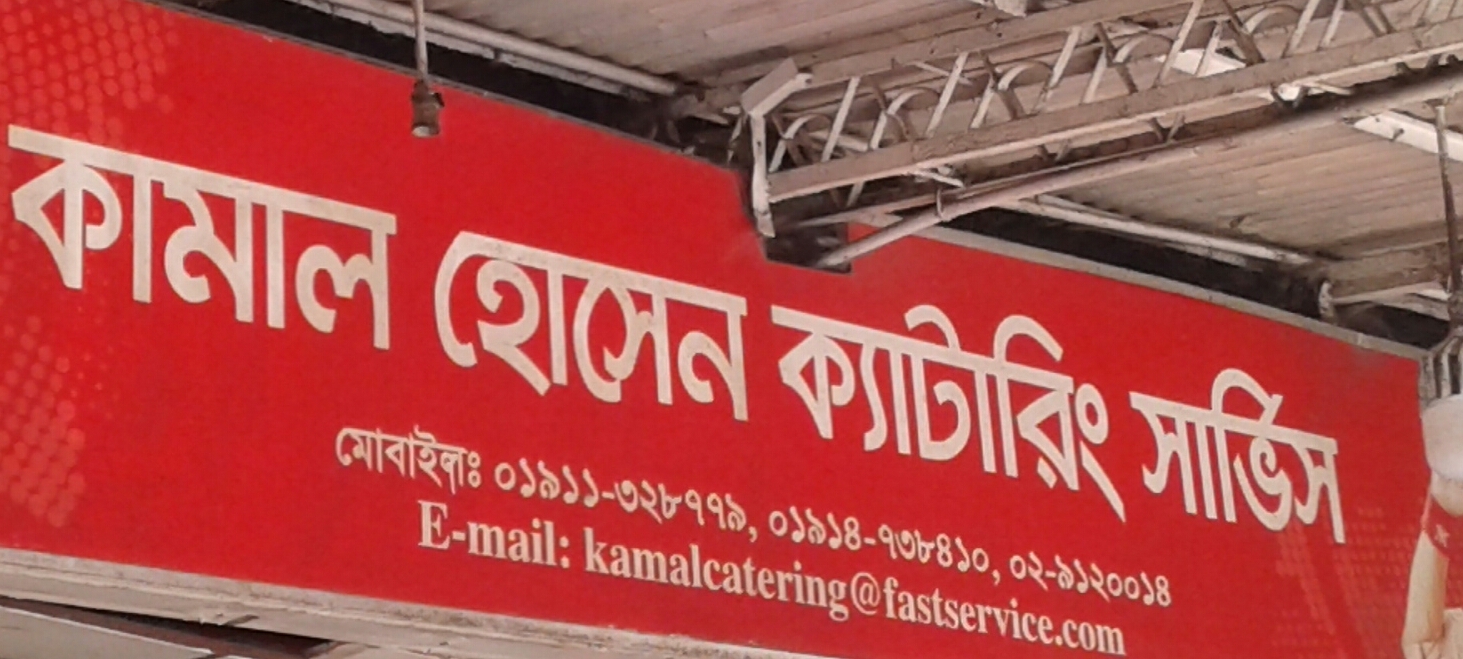 কামাল হোসেন ক্যাটারিং সার্ভিস
মোবাইলঃ ০১৯১১-৩২৮৭৭৯, ০১৯১৪-৭৩৮৪১০, ০২-৯১২০০১৪
E-mail: kamalcatering@fastservice.com